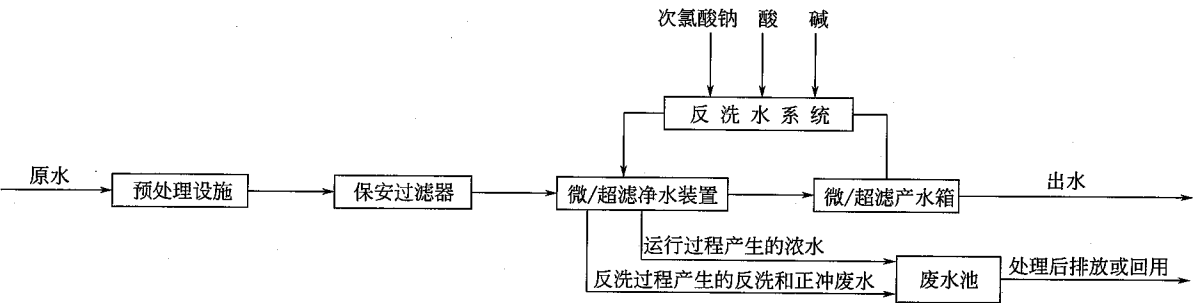 次氯酸钠 酸 碱
反洗水系统
原水
预处理设施
保安过滤器
微/超滤净水装置
微/超滤产水箱
出水
运行过程产生的浓水
反洗过程产生的反洗和正冲废水
废水池
处理后排放或回用